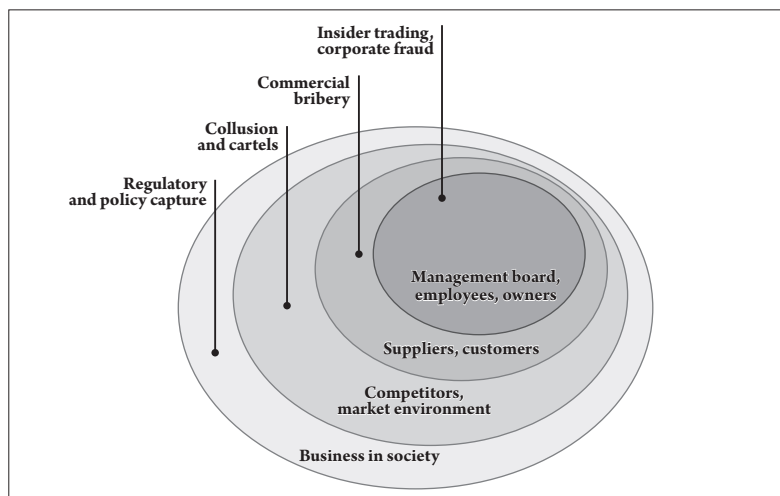 Insider trading,
corporate fraud
Commercial
bribery
Collusion
and cartels
Regulatory
and policy capture
Management board,
employees, owners
Suppliers, customers
Competitors,
market environment
Business in society